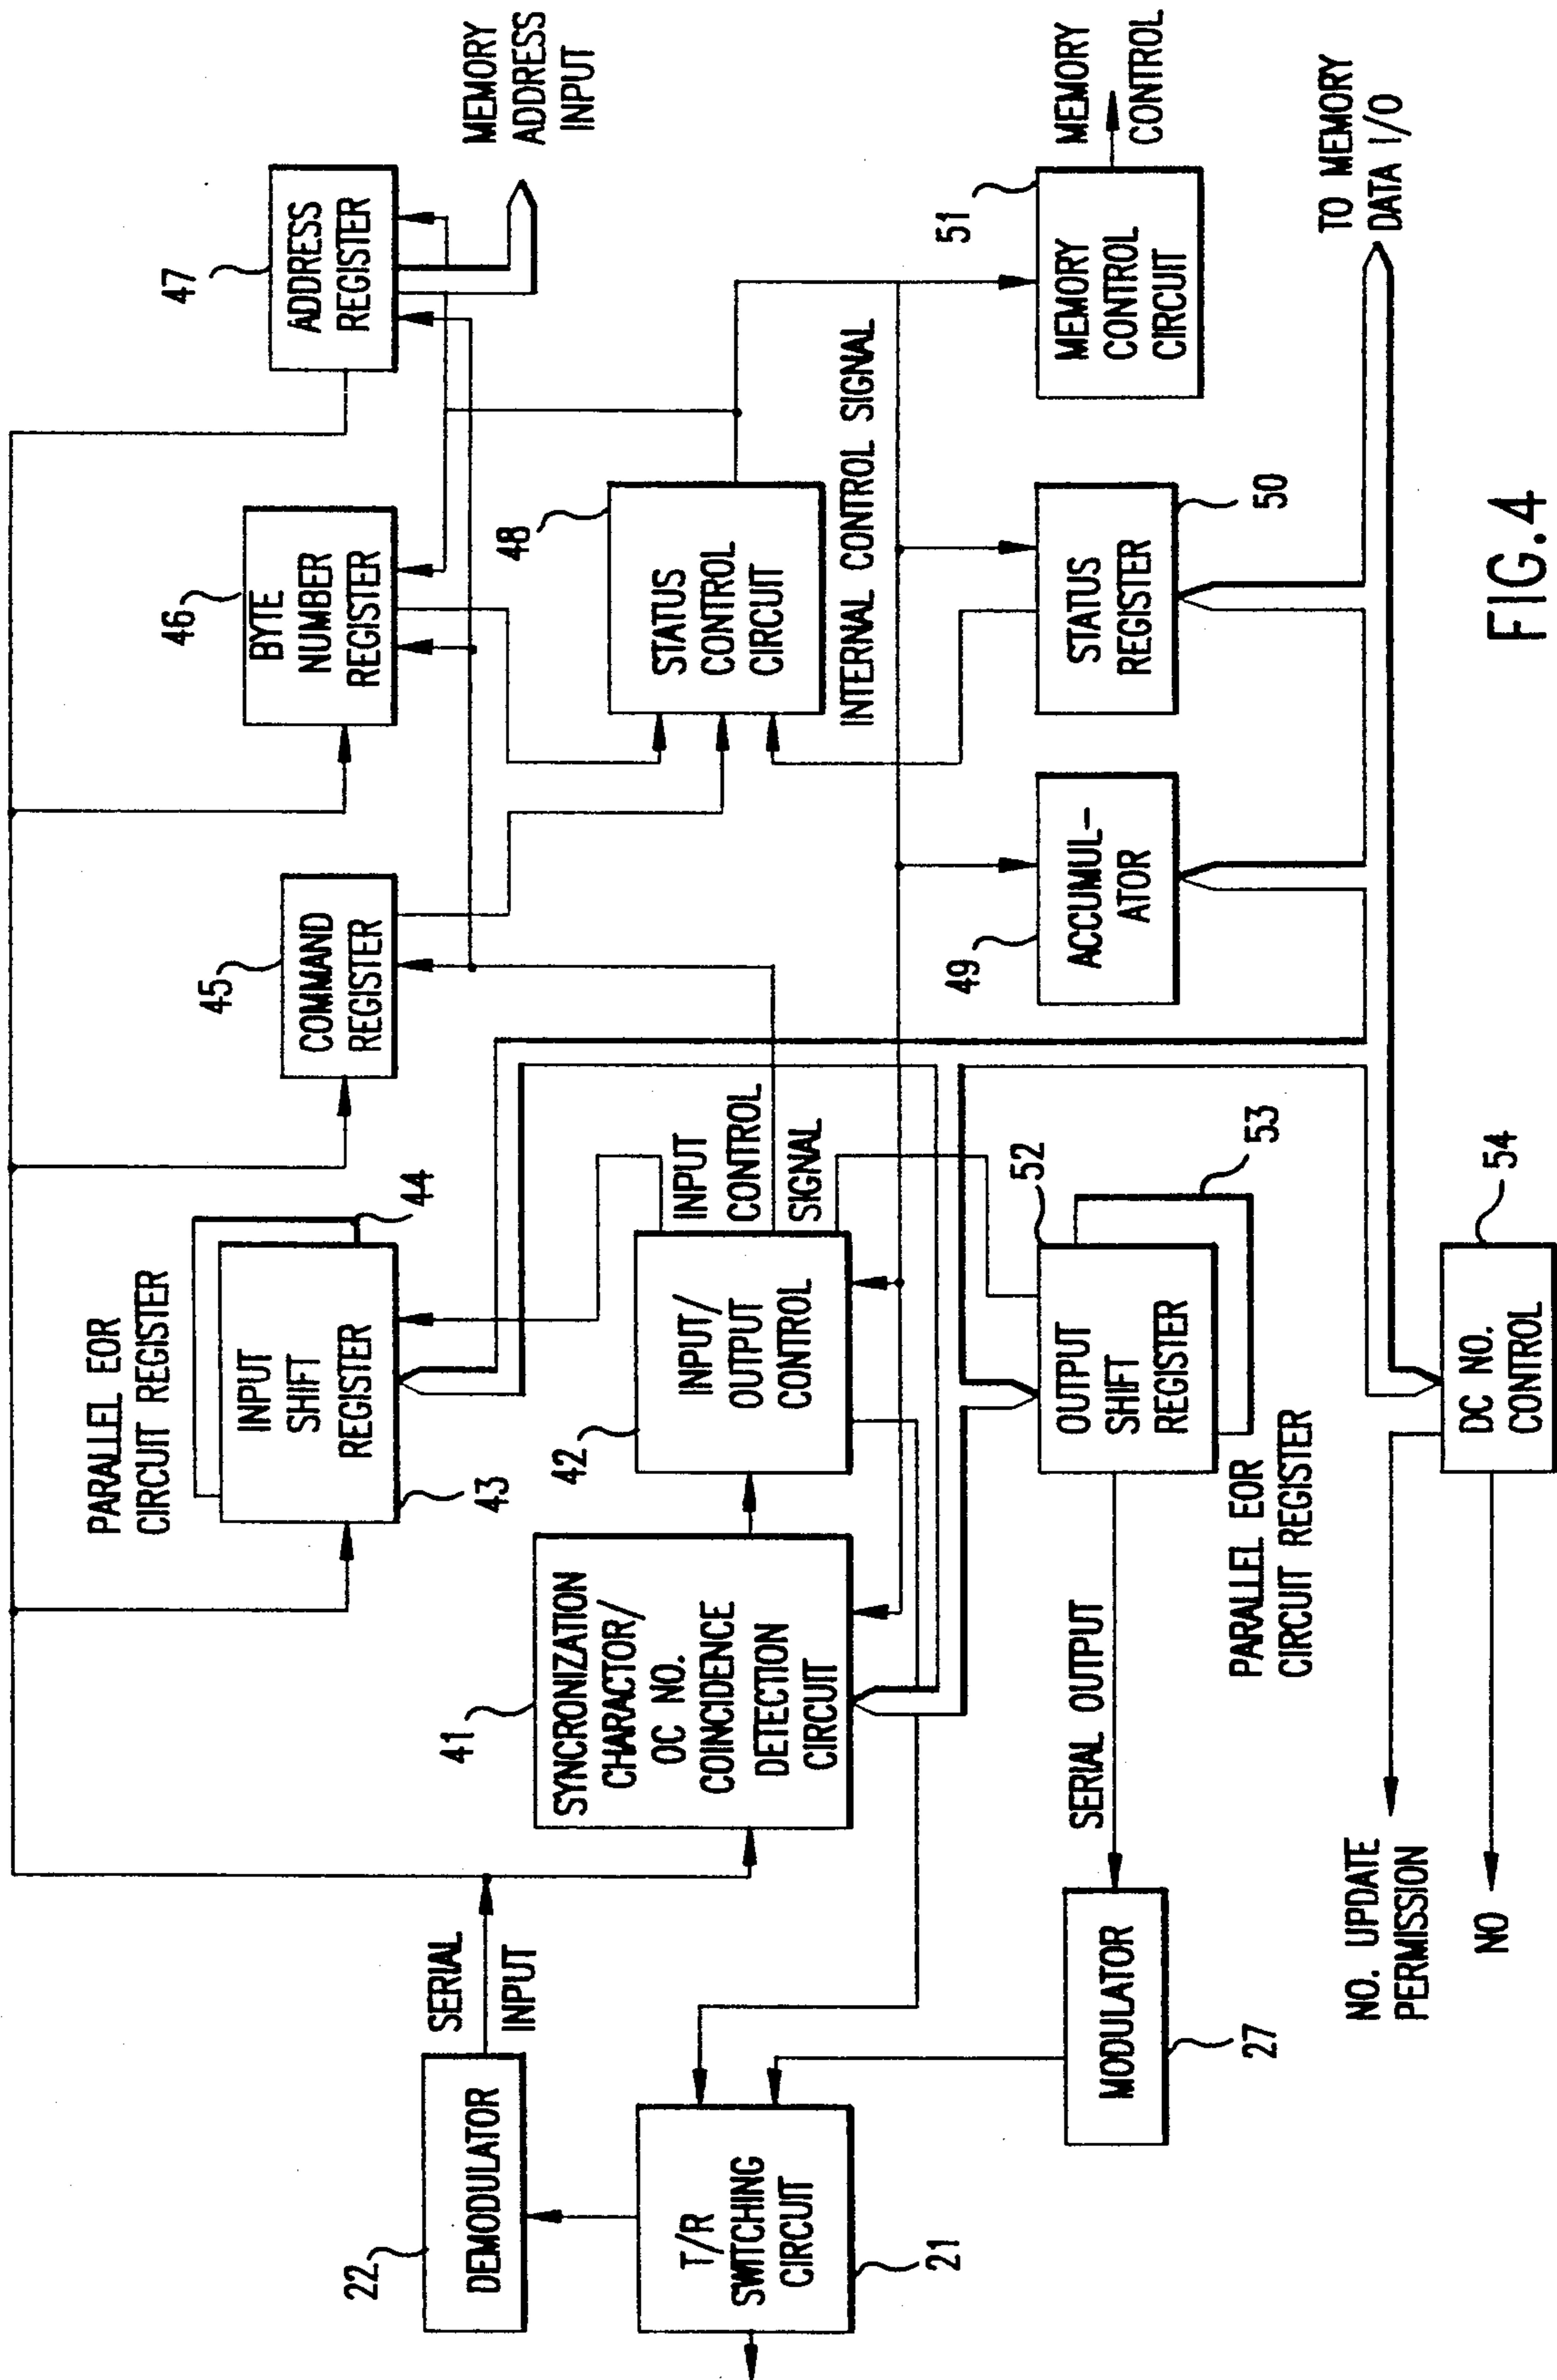 22
DEMODULATOR
SERIAL
INPUT
T/R
SWITCHING
CIRCUIT
21
MODULATOR
27
41
SYNCRONIZATION
CHARACTOR/
OC NO.
COINCIDENCE
DETECTION
CIRCUIT
PARALLEL EOR
CIRCUIT REGISTER
44
INPUT
SHIFT
REGISTER
43
42
INPUT/
OUTPUT
CONTROL
INPUT
CONTROL
SIGNAL
45
COMMAND
REGISTER
46
BYTE
NUMBER
REGISTER
47
ADDRESS
REGISTER
MEMORY
ADDRESS
INPUT
48
STATUS
CONTROL
CIRCUIT
INTERNAL CONTROL SIGNAL
49
ACCUMUL-
ATOR
STATUS
REGISTER
50
51
MEMORY
CONTROL
CIRCUIT
MEMORY
CONTROL
TO MEMORY
DATA I/O
SERIAL OUTPUT
52
OUTPUT
SHIFT
REGISTER
53
PARALLEL EOR
CIRCUIT REGISTER
54
DC NO.
CONTROL
NO. UPDATE
PERMISSION
NO
FIG.4